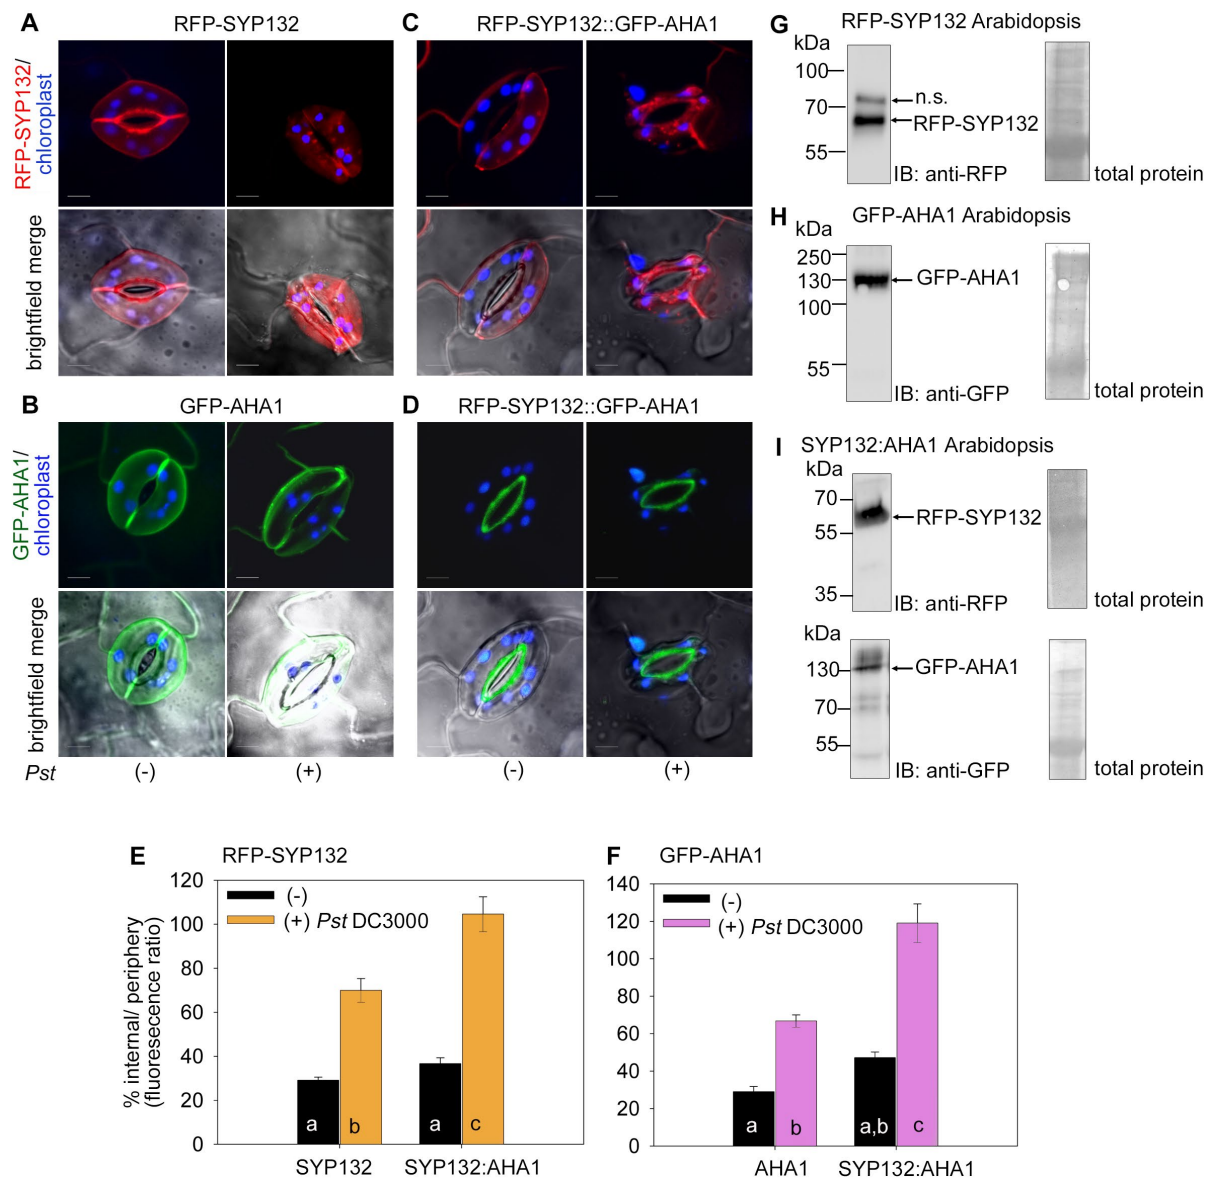 A
RFP-SYP132
C
RFP-SYP132::GFP-AHA1
RFP-SYP132/
chloroplast
brightfield merge
B
GFP-AHA1
D
RFP-SYP132::GFP-AHA1
GFP-AHA1/
chloroplast
brightfield merge
Pst
(-)
(+)
(-)
(+)
G
RFP-SYP132 Arabidopsis
kDa
100
70
55
n.s.
RFP-SYP132
IB: anti-RFP
total protein
H
GFP-AHA1 Arabidopsis
kDa
250
130
100
55
GFP-AHA1
IB: anti-GFP
total protein
I
SYP132:AHA1 Arabidopsis
kDa
70
55
35
RFP-SYP132
IB: anti-RFP
total protein
kDa
130
70
55
GFP-AHA1
IB: anti-GFP
total protein
E
RFP-SYP132
% internal/ periphery
(fluoresecence ratio)
120
100
80
60
40
20
0
(-)
(+) Pst DC3000
a
b
a
c
SYP132
SYP132:AHA1
F
GFP-AHA1
140
120
100
80
60
40
20
0
(-)
(+) Pst DC3000
a
b
a,b
c
AHA1
SYP132:AHA1